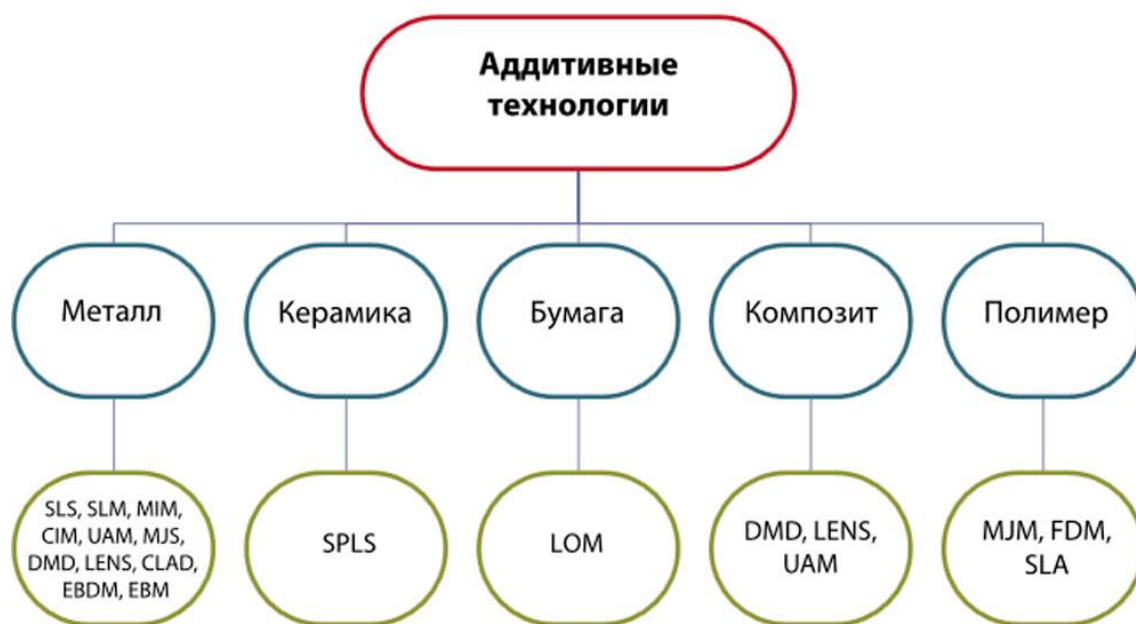 Аддитивные
технологии
Металл
Керамика
Бумага
Композит
Полимер
SLS, SLM, MIM,
CIM, UAM, MJS,
DMD, LENS, CLAD,
EBDM, EBM
SPLS
LOM
DMD, LENS,
UAM
MJM, FDM,
SLA